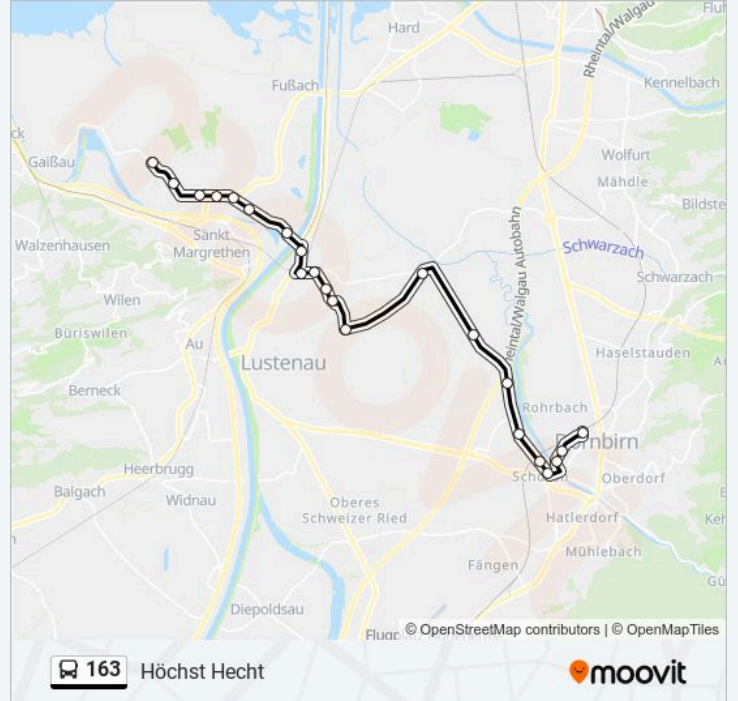 Fluh
Hard
Rheintal/Walgau
Kennelbach
Fußach
Wolfurt
Mähdle
Gaißau
Bildste
Sankt
Margrethen
Walzenhausen
Rheintal/Walgau Autobahn
Schwarzach
Schwarzach
Wilen
Büriswilen
Au
Haselstauden
Lustenau
Berneck
Rohrbach
Dornbirn
Heerbrugg
Oberdorf
Balgach
Widnau
Oberes
Schweizer Ried
Hatlerdorf
Mühlebach
Fängen
Diepoldsau
© OpenStreetMap contributors | © OpenMapTiles
163 Höchst Hecht
moovit